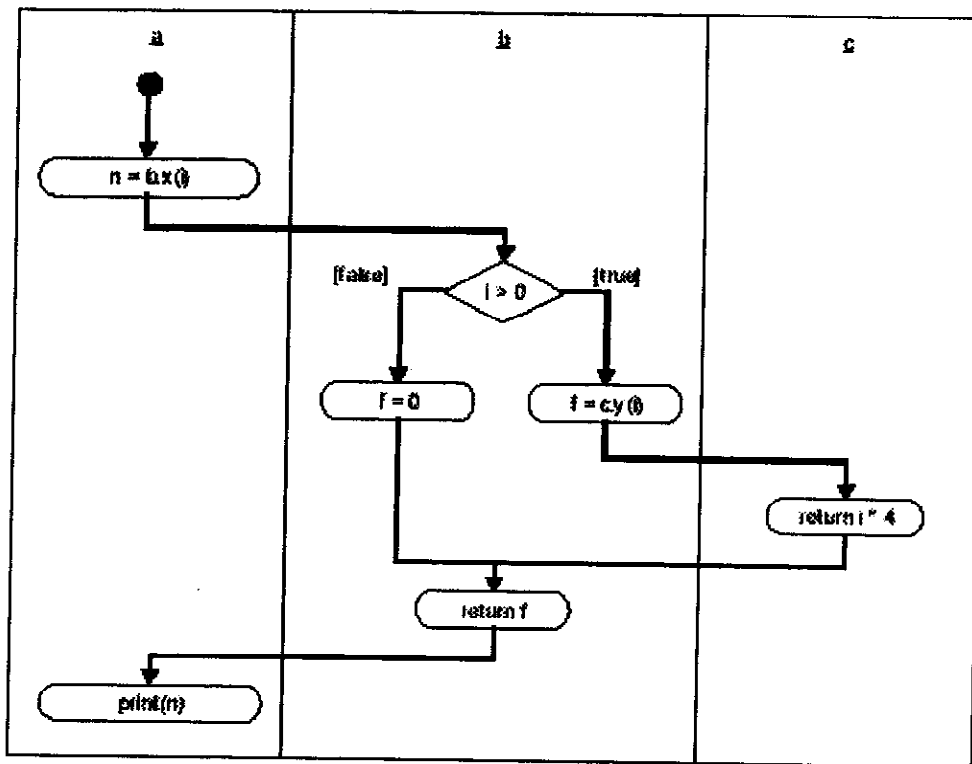 a
b
c
n = b.x(i)
i > 0
[false]
[true]
f = 0
f = c.y(i)
return i * 4
return f
print(n)